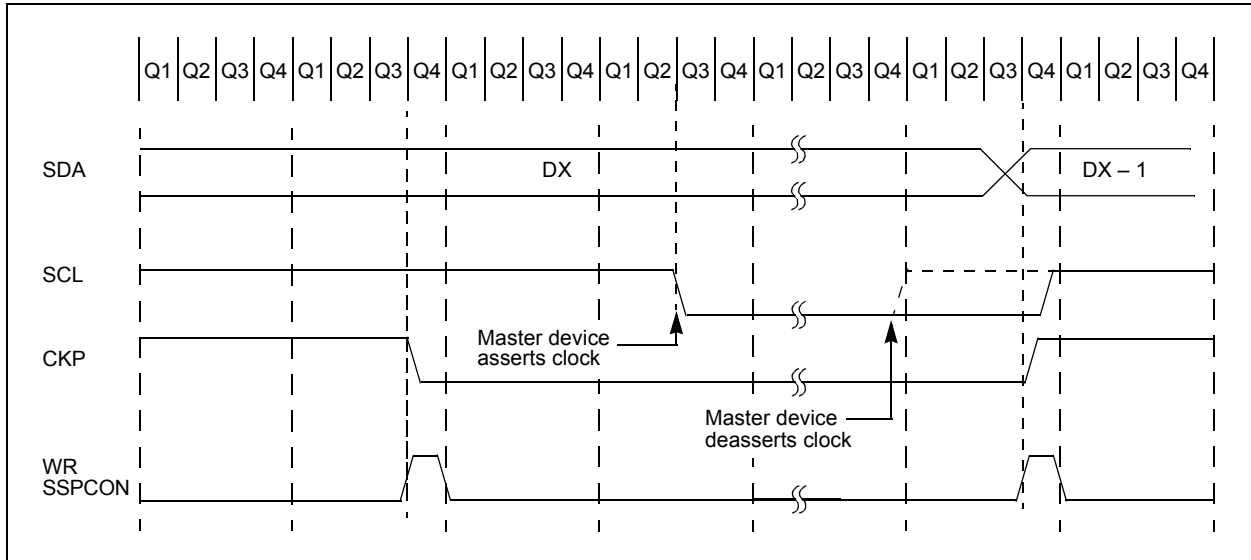 Q1 Q2 Q3 Q4 Q1 Q2 Q3 Q4 Q1 Q2 Q3 Q4 Q1 Q2 Q3 Q4 Q1 Q2 Q3 Q4 Q1 Q2 Q3 Q4 Q1 Q2 Q3 Q4
SDA
DX
DX – 1
SCL
Master device
asserts clock
CKP
Master device
deasserts clock
WR
SSPCON